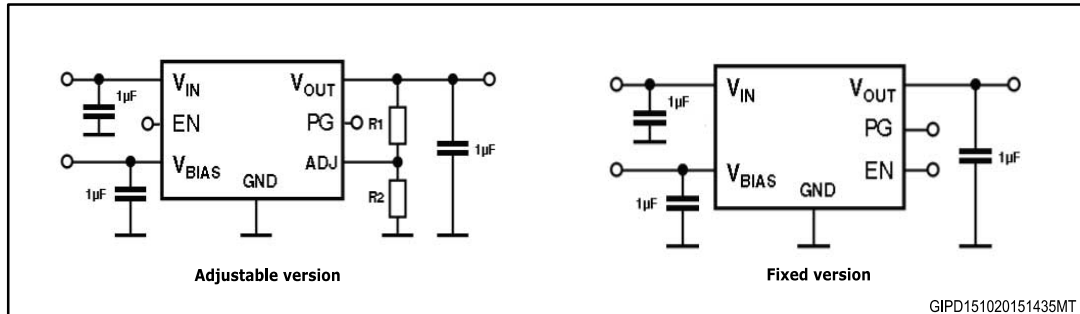 VIN
VOUT
1µF
EN
PG
R1
VBIAS
ADJ
1µF
GND
1µF
R2
Adjustable version
VIN
VOUT
1µF
PG
VBIAS
EN
1µF
GND
1µF
Fixed version
GIPD151020151435MT